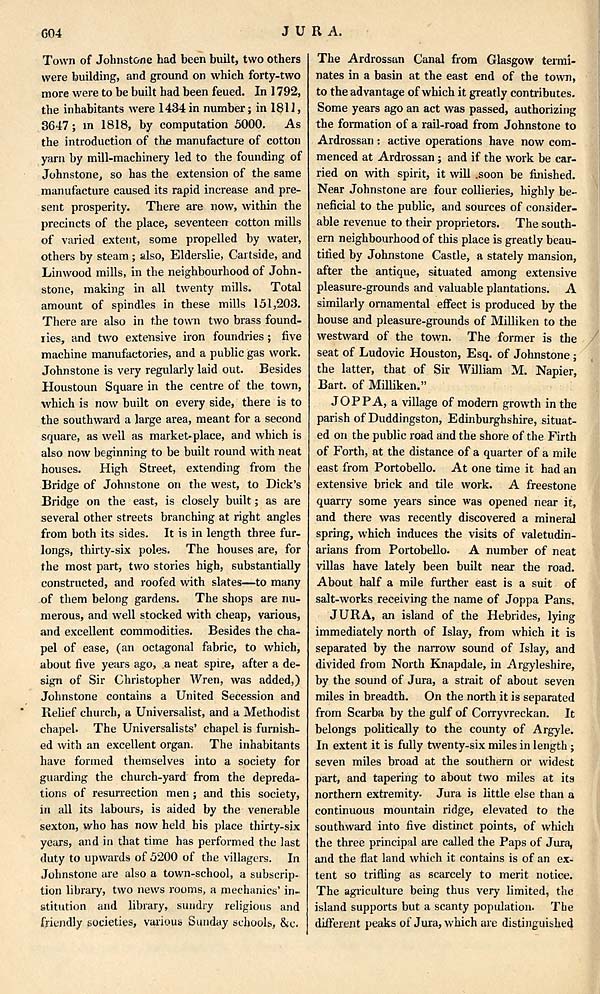 604
JURA.
Town of Johnstone had been built, two others
were building, and ground on which forty-two
more were to be built had been feued. In 1792,
the inhabitants were 1434 in number; in 1811,
3647; in 1818, by computation 5000. As
the introduction of the manufacture of cotton
yarn by mill-machinery led to the founding of
Johnstone, so has the extension of the same
manufacture caused its rapid increase and pre-
sent prosperity. There are now, within the
precincts of the place, seventeen cotton mills
of varied extent, some propelled by water,
others by steam; also, Elderslie, Cartside, and
Linwood mills, in the neighbourhood of John-
stone, making in all twenty mills. Total
amount of spindles in these mills 151,203.
There are also in the town two brass found-
ries, and two extensive iron foundries; five
machine manufactories, and a public gas work.
Johnstone is very regularly laid out. Besides
Houstoun Square in the centre of the town,
which is now built on every side, there is to
the southward a large area, meant for a second
square, as well as market-place, and which is
also now beginning to be built round with neat
houses. High Street, extending from the
Bridge of Johnstone on the west, to Dick's
Bridge on the east, is closely built; as are
several other streets branching at right angles
from both its sides. It is in length three fur-
longs, thirty-six poles. The houses are, for
the most part, two stories high, substantially
constructed, and roofed with slates—to many
of them belong gardens. The shops are nu-
merous, and well stocked with cheap, various,
and excellent commodities. Besides the cha-
pel of ease, (an octagonal fabric, to which,
about five years ago, a neat spire, after a de-
sign of Sir Christopher Wren, was added,)
Johnstone contains a United Secession and
Relief church, a Universalist, and a Methodist
chapel. The Universalists' chapel is furnish-
ed with an excellent organ. The inhabitants
have formed themselves into a society for
guarding the church-yard from the depreda-
tions of resurrection men; and this society,
in all its labours, is aided by the venerable
sexton, who has now held his place thirty-six
years, and in that time has performed the last
duty to upwards of 5200 of the villagers. In
Johnstone are also a town-school, a subscrip-
tion library, two news rooms, a mechanics' in-
stitution and library, sundry religious and
friendly societies, various Sunday schools, &c.
The Ardrossan Canal from Glasgow termi-
nates in a basin at the east end of the town,
to the advantage of which it greatly contributes.
Some years ago an act was passed, authorizing
the formation of a rail-road from Johnstone to
Ardrossan: active operations have now com-
menced at Ardrossan; and if the work be car-
ried on with spirit, it will soon be finished.
Near Johnstone are four collieries, highly be-
neficial to the public, and sources of consider-
able revenue to their proprietors. The south-
ern neighbourhood of this place is greatly beau-
tified by Johnstone Castle, a stately mansion,
after the antique, situated among extensive
pleasure-grounds and valuable plantations. A
similarly ornamental effect is produced by the
house and pleasure-grounds of Milliken to the
westward of the town. The former is the
seat of Ludovic Houston, Esq. of Johnstone;
the latter, that of Sir William M. Napier,
Bart. of Milliken."
JOPPA, a village of modern growth in the
parish of Duddingston, Edinburghshire, situat-
ed on the public road and the shore of the Firth
of Forth, at the distance of a quarter of a mile
east from Portobello. At one time it had an
extensive brick and tile work. A freestone
quarry some years since was opened near it,
and there was recently discovered a mineral
spring, which induces the visits of valetudin-
arians from Portobello. A number of neat
villas have lately been built near the road.
About half a mile further east is a suit of
salt-works receiving the name of Joppa Pans.
JURA, an island of the Hebrides, lying
immediately north of Islay, from which it is
separated by the narrow sound of Islay, and
divided from North Knapdale, in Argyleshire,
by the sound of Jura, a strait of about seven
miles in breadth. On the north it is separated
from Scarba by the gulf of Corryvreckan. It
belongs politically to the county of Argyle.
In extent it is fully twenty-six miles in length;
seven miles broad at the southern or widest
part, and tapering to about two miles at its
northern extremity. Jura is little else than a
continuous mountain ridge, elevated to the
southward into five distinct points, of which
the three principal are called the Paps of Jura,
and the flat land which it contains is of an ex-
tent so trifling as scarcely to merit notice.
The agriculture being thus very limited, the
island supports but a scanty population. The
different peaks of Jura, which are distinguished